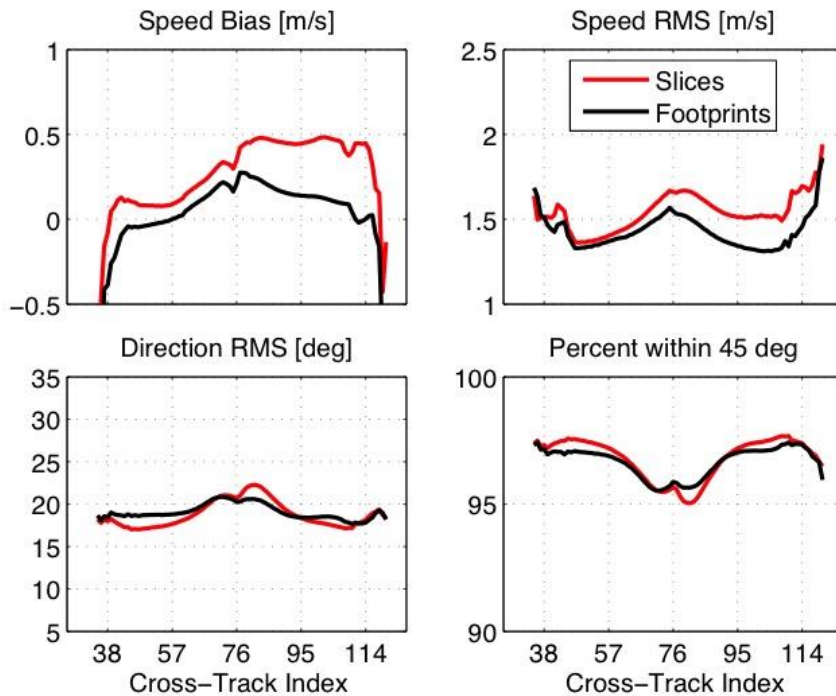 Speed Bias [m/s]
1
0.5
0
−0.5
Speed RMS [m/s]
2.5
2
1.5
1
Slices
Footprints
Direction RMS [deg]
35
30
25
20
15
10
5
38 57 76 95 114
Cross−Track Index
Percent within 45 deg
100
95
90
38 57 76 95 114
Cross−Track Index